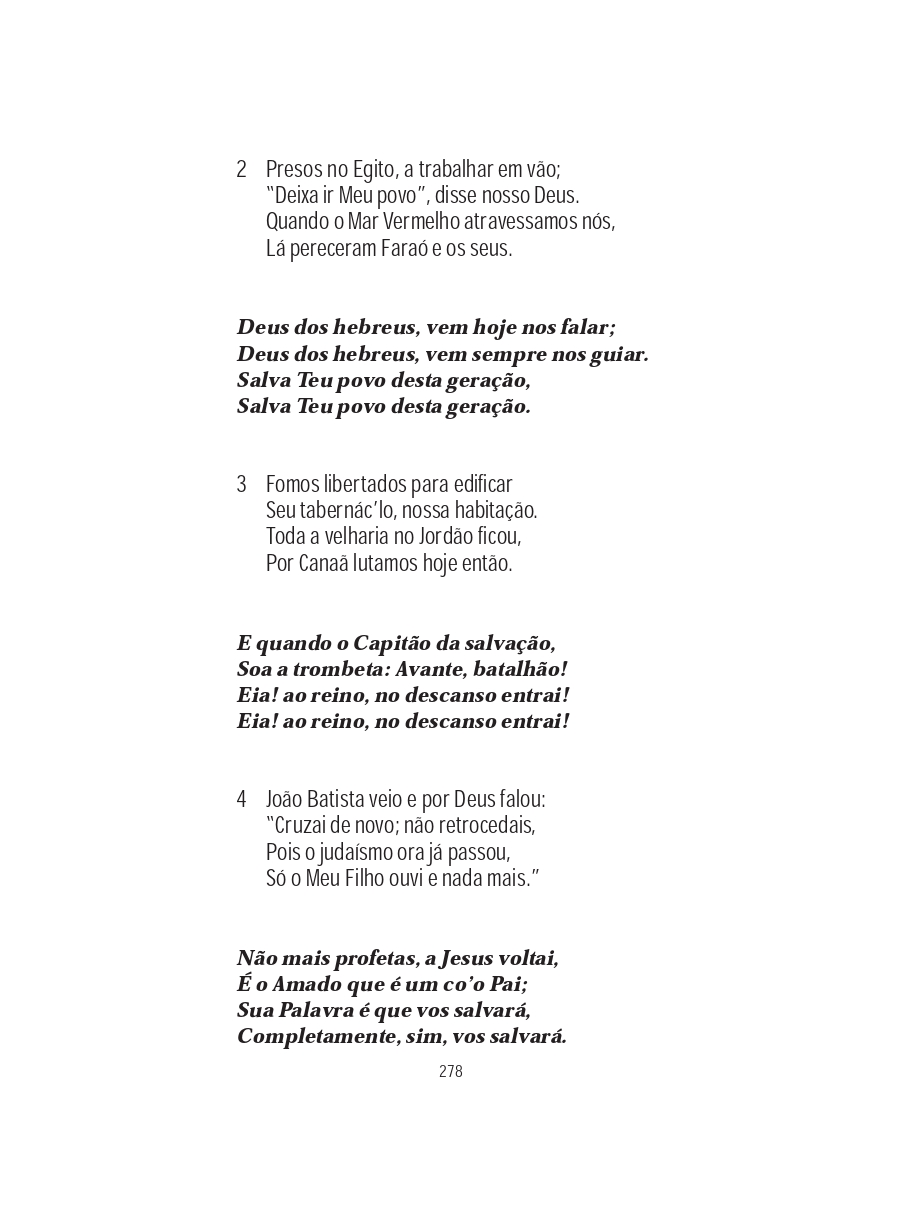 2 Presos no Egito, a trabalhar em vão;
“Deixa ir Meu povo”, disse nosso Deus.
Quando o Mar Vermelho atravessamos nós,
Lá pereceram Faraó e os seus.
Deus dos hebreus, vem hoje nos falar;
Deus dos hebreus, vem sempre nos guiar.
Salva Teu povo desta geração,
Salva Teu povo desta geração.
3 Fomos libertados para edificar
Seu tabernác’lo, nossa habitação.
Toda a velharia no Jordão ficou,
Por Canaã lutamos hoje então.
E quando o Capitão da salvação,
Soa a trombeta: Avante, batalhão!
Eia! ao reino, no descanso entrai!
Eia! ao reino, no descanso entrai!
4 João Batista veio e por Deus falou:
“Cruzai de novo; não retrocedais,
Pois o judaísmo ora já passou,
Só o Meu Filho ouvi e nada mais.”
Não mais profetas, a Jesus voltai,
É o Amado que é um co’o Pai;
Sua Palavra é que vos salvará,
Completamente, sim, vos salvará.
278